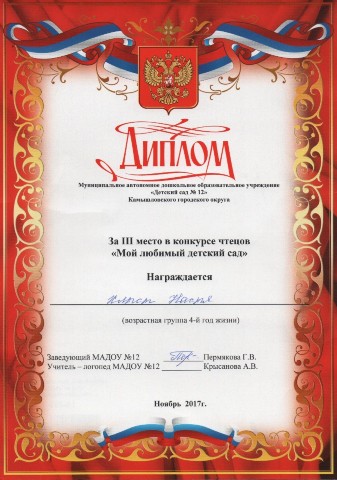 Диплом
Муниципальное автономное дошкольное образовательное учреждение
«Детский сад № 12»
Камышловского городского округа
За III место в конкурсе чтецов
«Мой любимый детский сад»
Награждается
(возрастная группа 4-й год жизни)
Заведующий МАДОУ №12 Пермякова Г.В.
Учитель – логопед МАДОУ №12 Крысанова А.В.
Ноябрь 2017г.